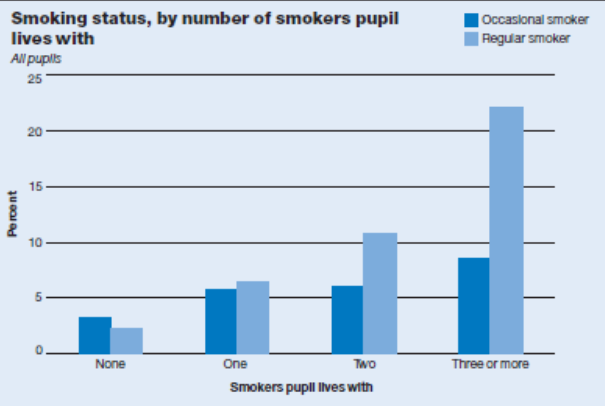 Smoking status, by number of smokers pupil
lives with
All pupils
Occasional smoker
Regular smoker
Percent
25
20
15
10
5
0
None
One
Two
Three or more
Smokers pupil lives with